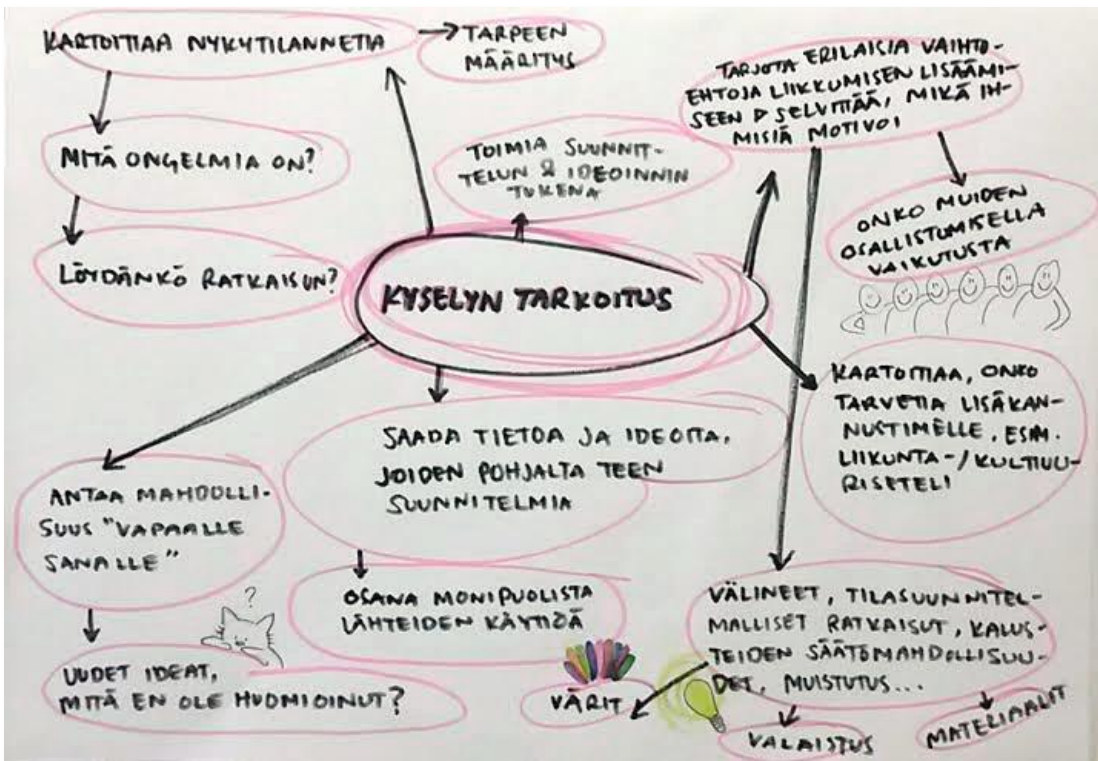 KARTOITTAA NYKYTILANNETTA
TARPEEN
MÄÄRITYS
MITÄ ONGELMIA ON?
LÖYDÄNKÖ RATKAISUN?
TOIMIA SUUNNIT-
TELUN & IDEOINNIN
TUKENA
TARJOTA ERILAISIA VAIHTO-
EHTOJA LIIKKUMISEN LISÄÄMI-
SEEN → SELVITTÄÄ, MIKÄ IH-
MISIÄ MOTIVOI
ONKO MUIDEN
OSALLISTUMISELLA
VAIKUTUSTA
KYSELYN TARKOITUS
KARTOITTAA, ONKO
TARVETTA LISÄKAN-
NUSTIMELLE, ESIM.
LIIKUNTA-/KULTTUU-
RISETELI
SAADA TIETOA JA IDEOITA,
JOIDEN POHJALTA TEEN
SUUNNITELMIA
OSANA MONIPUOLISTA
LÄHTEIDEN KÄYTTÖÄ
ANTAA MAHDOLLI-
SUUS "VAPAALLE
SANALLE"
?
UUDET IDEAT,
MITÄ EN OLE HUOMIOINUT?
VÄLINEET, TILASUUNNITEL-
MALLISET RATKAISUT, KALUS-
TEIDEN SÄÄTÖMAHDOLLISUU-
DET, MUISTUTUS...
VÄRIT
VALAISTUS
MATERIAALIT